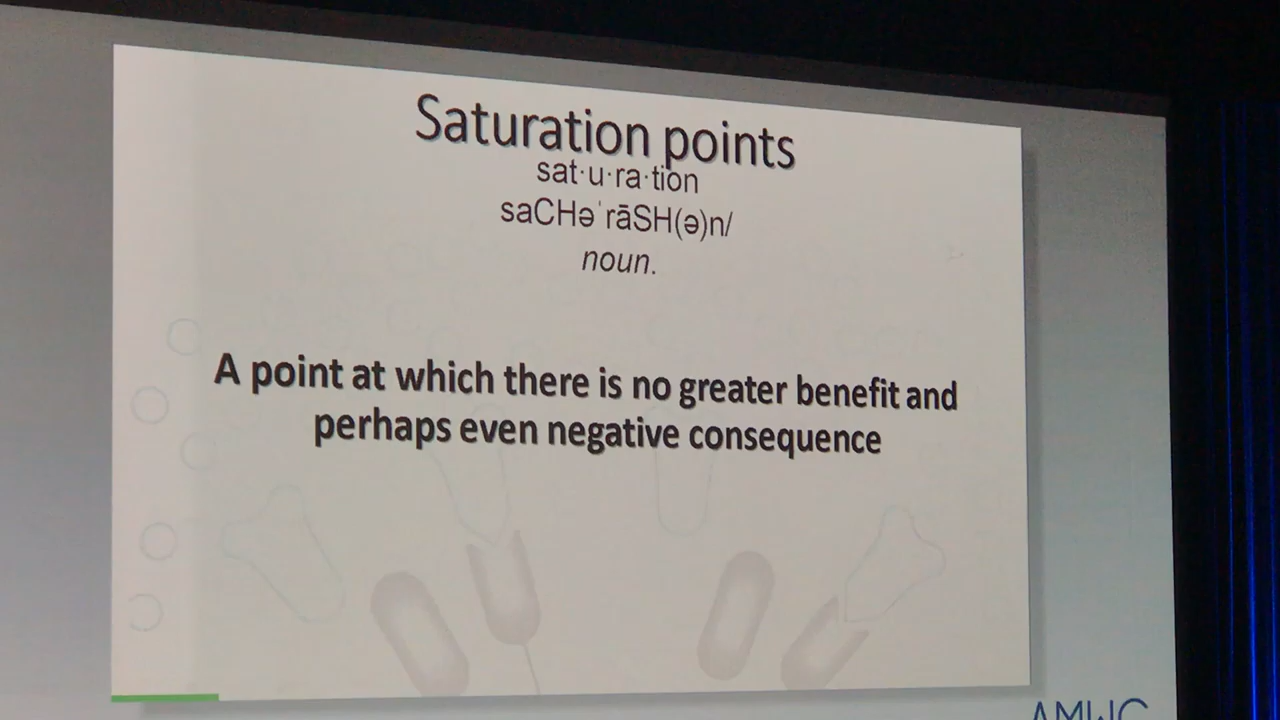 Saturation points
sat·u·ra·tion
saCHəˈrāSH(ə)n/
noun.
A point at which there is no greater benefit and
perhaps even negative consequence
AMWC